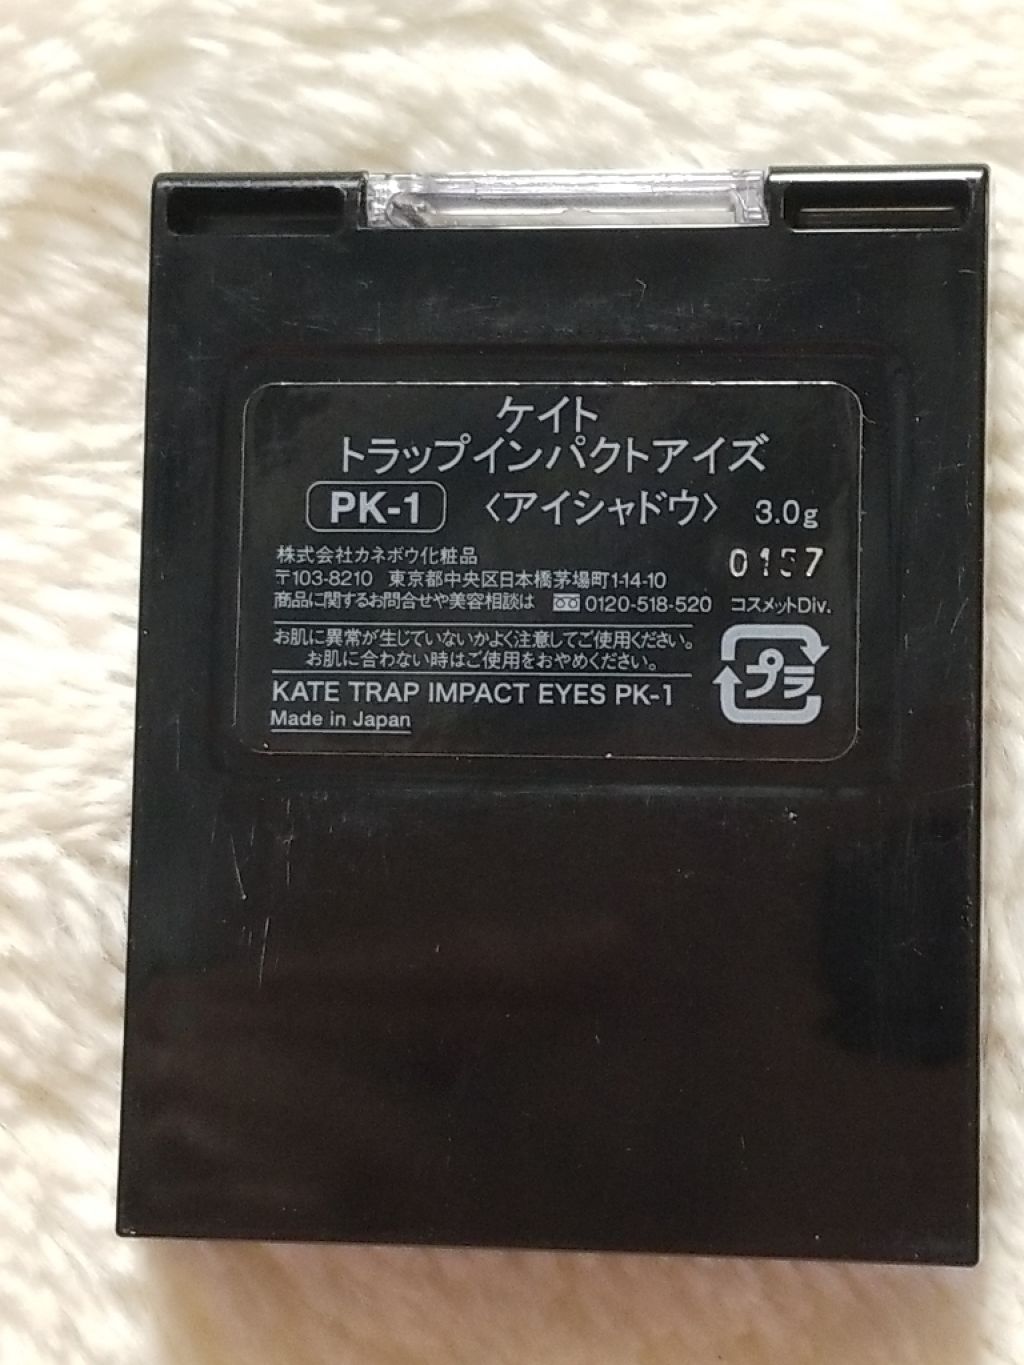 ケイト
トラップインパクトアイズ
PK-1 〈アイシャドウ〉 3.0g
株式会社カネボウ化粧品
〒103-8210 東京都中央区日本橋茅場町1-14-10
商品に関するお問合せや美容相談は 0120-518-520 コスメットDiv.
お肌に異常が生じていないかよく注意してご使用ください。
お肌に合わない時はご使用をおやめください。
KATE TRAP IMPACT EYES PK-1
Made in Japan
プラ